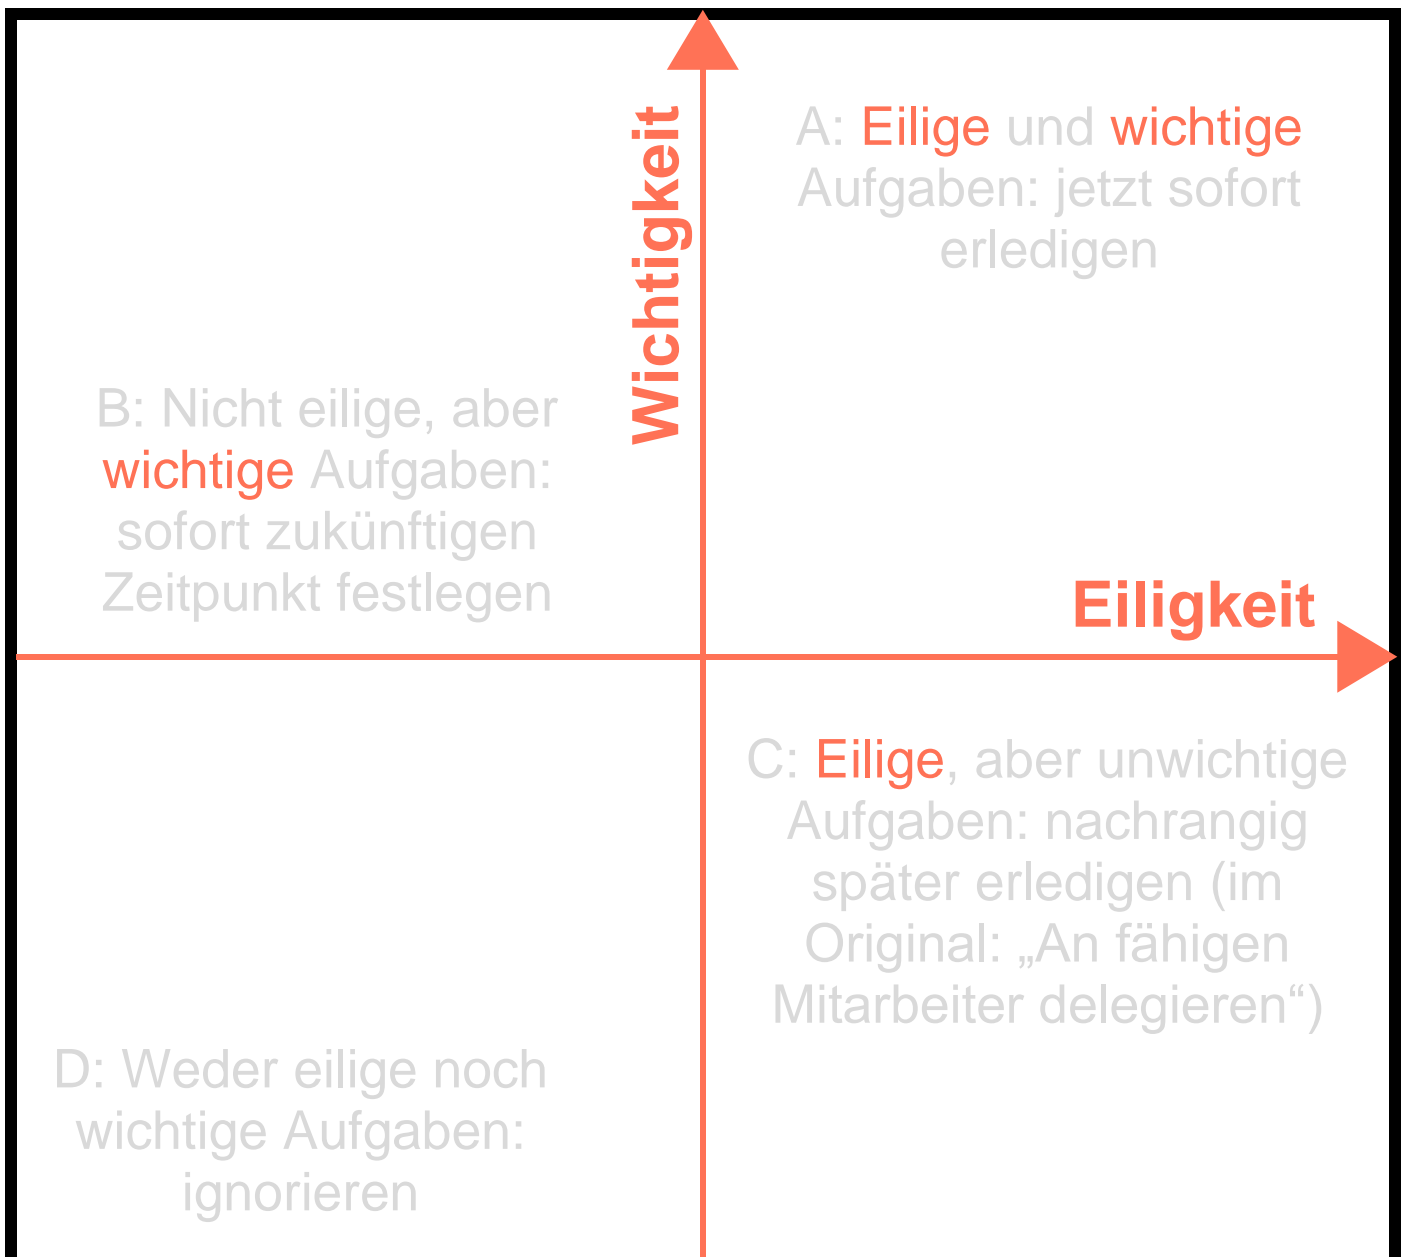 Wichtigkeit
A: Eilige und wichtige
Aufgaben: jetzt sofort
erledigen
B: Nicht eilige, aber
wichtige Aufgaben:
sofort zukünftigen
Zeitpunkt festlegen
Eiligkeit
C: Eilige, aber unwichtige
Aufgaben: nachrangig
später erledigen (im
Original: „An fähigen
Mitarbeiter delegieren“)
D: Weder eilige noch
wichtige Aufgaben:
ignorieren